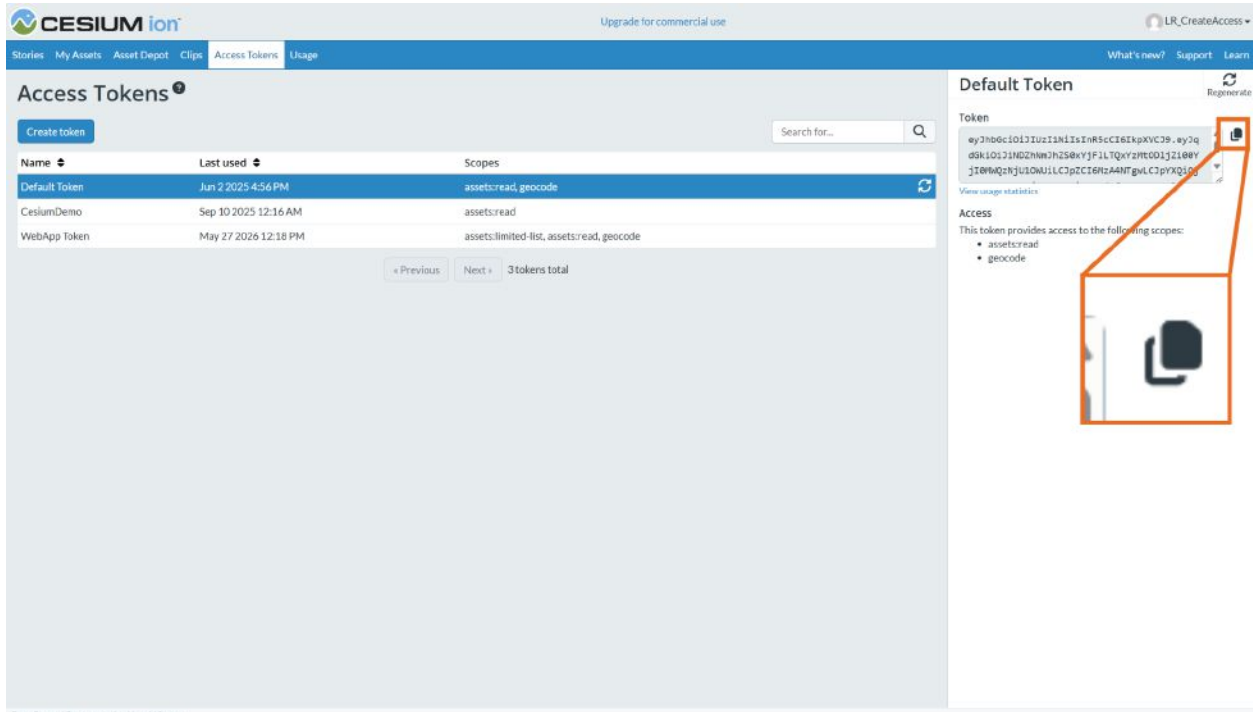 CESIUM ion
Upgrade for commercial use
LR_CreateAccess
Stories My Assets Asset Depot Clips Access Tokens Usage
What's new? Support Learn
Access Tokens
Default Token
Regenerate
Token
Create token
Search for...
Name Last used Scopes
Default Token Jun 2 2025 4:56 PM assets:read, geocode
CesiumDemo Sep 10 2025 12:16 AM assets:read
WebApp Token May 27 2026 12:18 PM assets:limited-list, assets:read, geocode
« Previous Next » 3 tokens total
View usage statistics
Access
This token provides access to the following scopes:
• assets:read
• geocode